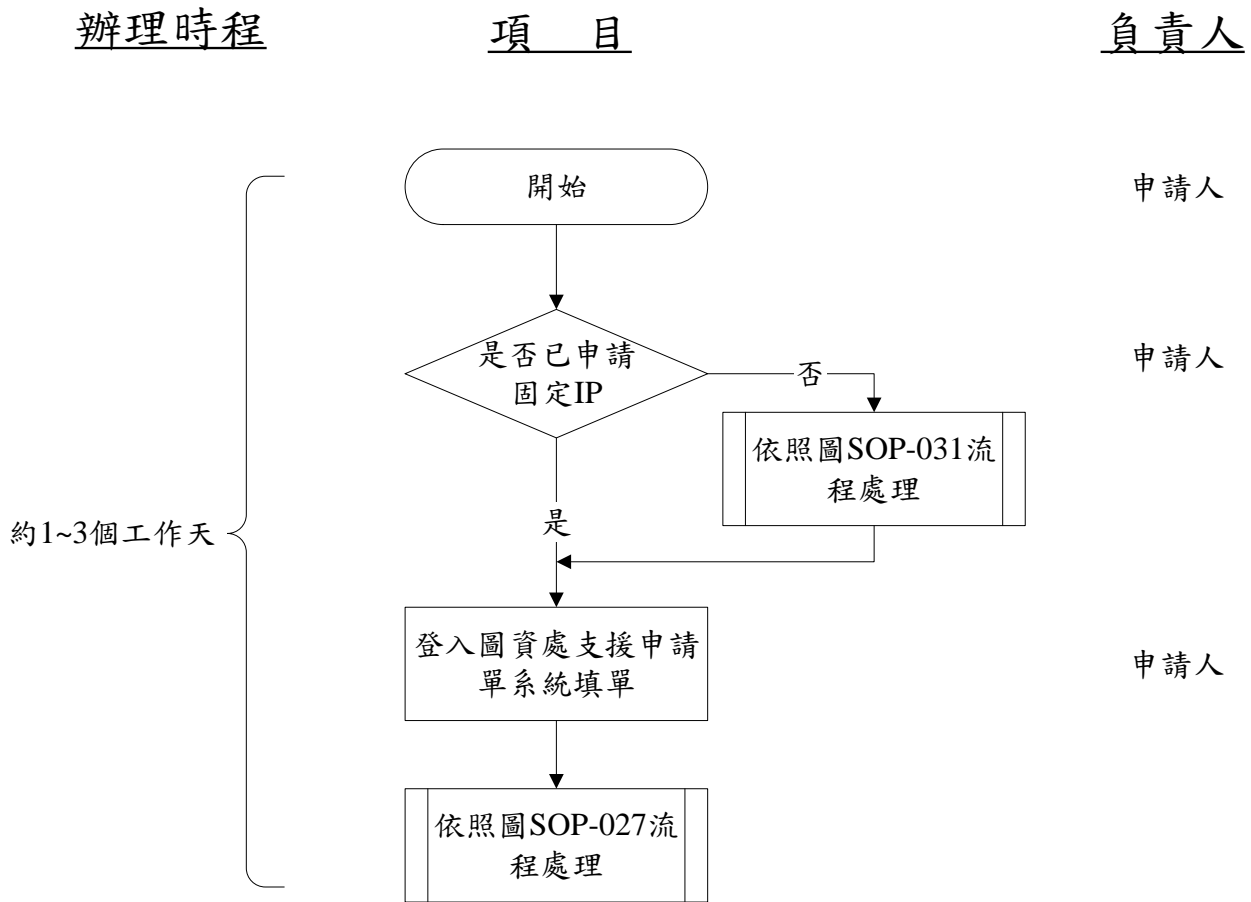 辦理時程
項 目
負責人
開始
申請人
是否已申請
固定IP
否
申請人
依照圖SOP-031流
程處理
是
約1~3個工作天
登入圖資處支援申請
單系統填單
申請人
依照圖SOP-027流
程處理